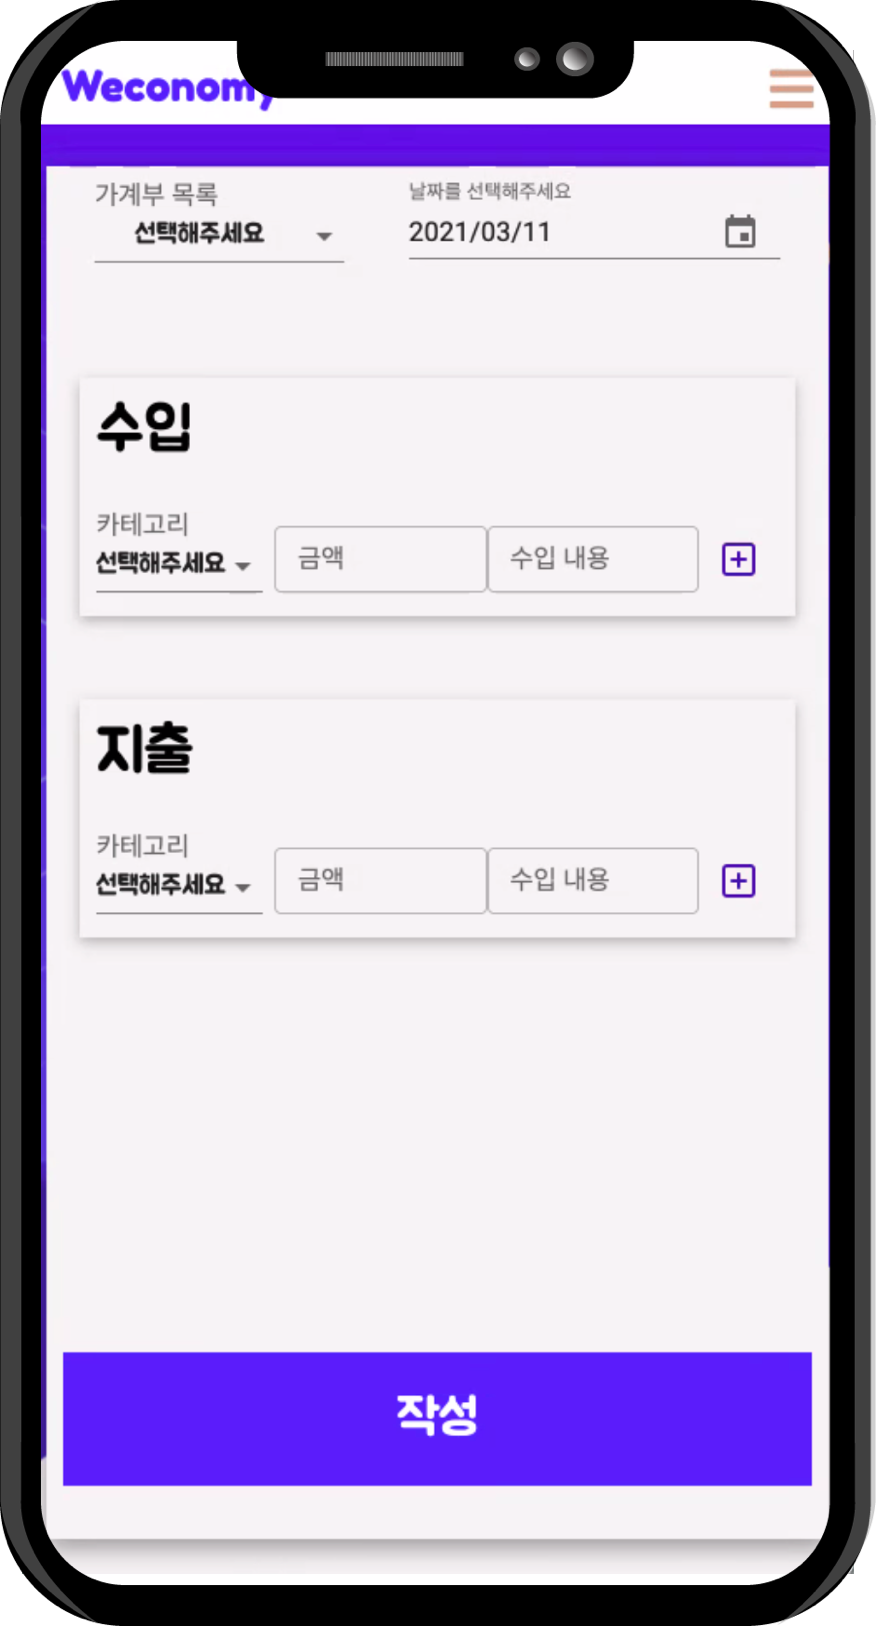 Weconomy
가계부 목록
선택해주세요
날짜를 선택해주세요
2021/03/11
수입
카테고리
선택해주세요
금액
수입 내용
지출
카테고리
선택해주세요
금액
수입 내용
작성